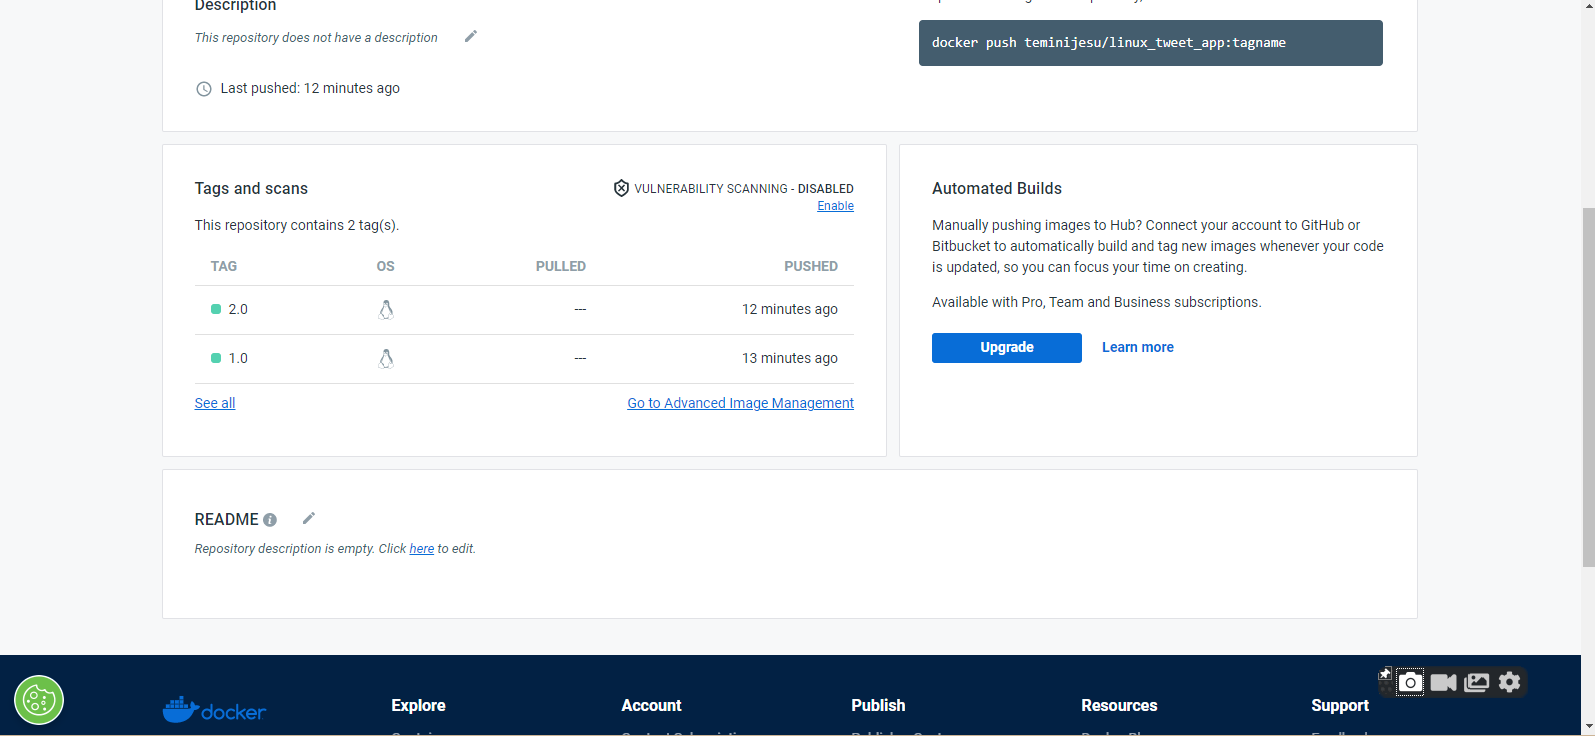 Description
This repository does not have a description
docker push teminijesu/linux_tweet_app:tagname
Last pushed: 12 minutes ago
Tags and scans
VULNERABILITY SCANNING - DISABLED
Enable
This repository contains 2 tag(s).
TAG OS PULLED PUSHED
2.0 --- 12 minutes ago
1.0 --- 13 minutes ago
See all
Go to Advanced Image Management
Automated Builds
Manually pushing images to Hub? Connect your account to GitHub or
Bitbucket to automatically build and tag new images whenever your code
is updated, so you can focus your time on creating.
Available with Pro, Team and Business subscriptions.
Upgrade Learn more
README
Repository description is empty. Click here to edit.
docker
Explore Account Publish Resources Support